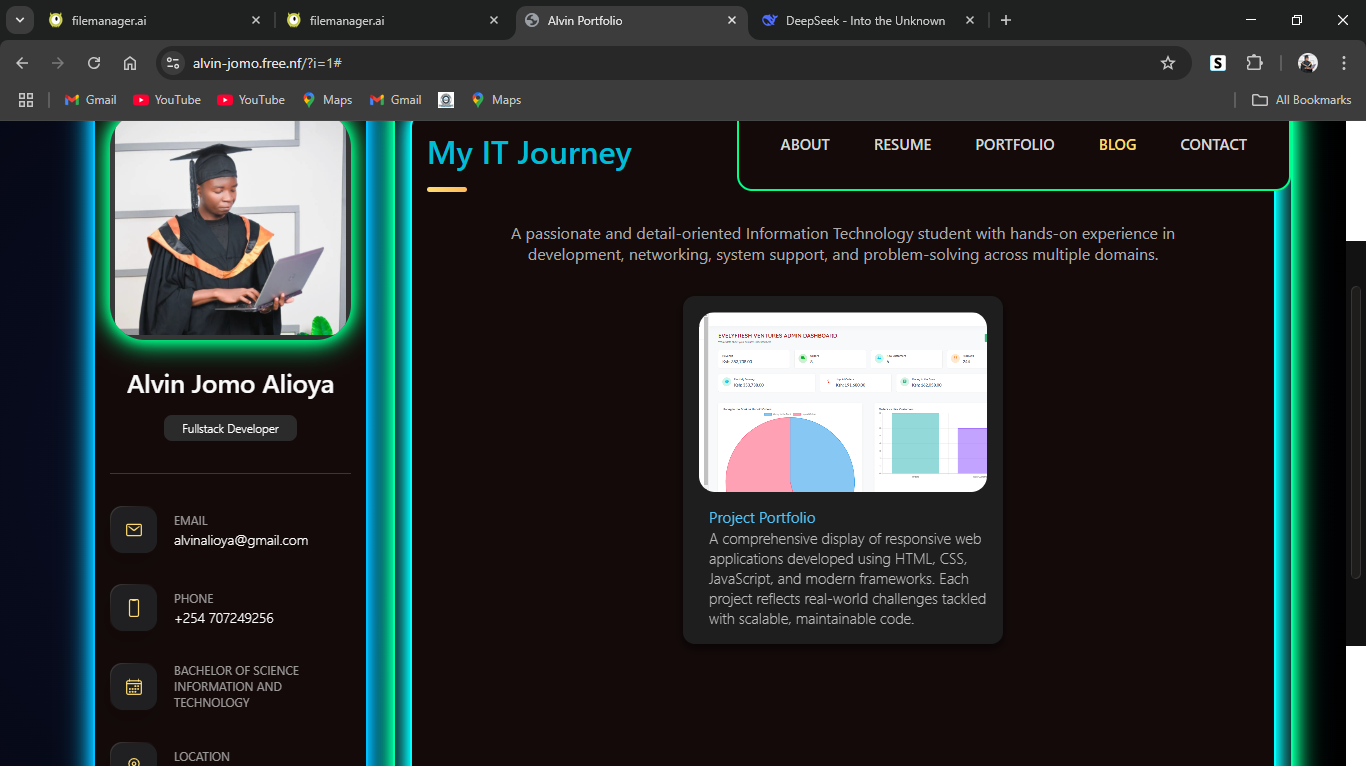 filemanager.ai
filemanager.ai
Alvin Portfolio
DeepSeek - Into the Unknown
alvin-jomo.free.nf/?i=1#
S
Gmail
YouTube
YouTube
Maps
Gmail
Maps
All Bookmarks
My IT Journey
ABOUT
RESUME
PORTFOLIO
BLOG
CONTACT
A passionate and detail-oriented Information Technology student with hands-on experience in
development, networking, system support, and problem-solving across multiple domains.
Alvin Jomo Alioya
Fullstack Developer
EMAIL
alvinalioya@gmail.com
PHONE
+254 707249256
BACHELOR OF SCIENCE
INFORMATION AND
TECHNOLOGY
LOCATION
EVELYFRESH VENTURES ADMIN DASHBOARD
Project Portfolio
A comprehensive display of responsive web
applications developed using HTML, CSS,
JavaScript, and modern frameworks. Each
project reflects real-world challenges tackled
with scalable, maintainable code.